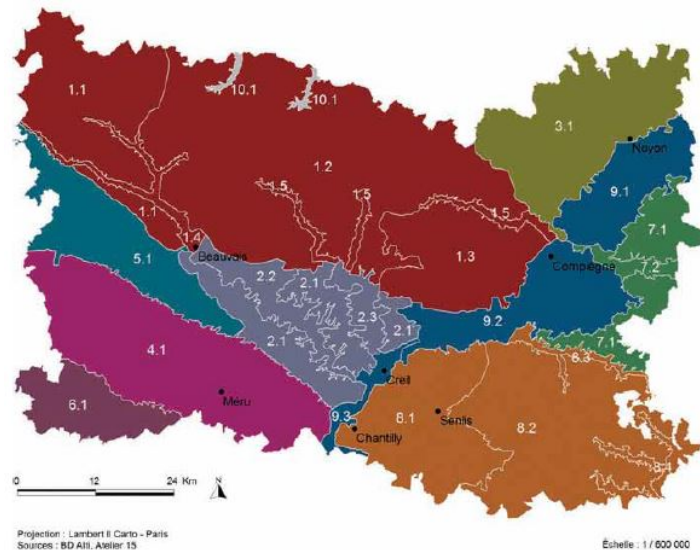 1.1
10.1
10.1
3.1
Noyon
1.2
9.1
1.5
1.5
1.5
1.1
7.1
1.4
Beauvais
5.1
1.3
Compiègne
7.2
2.2
2.1
2.3
9.2
2.1
2.1
7.1
4.1
8.3
Creil
6.1
Méru
9.3
8.1
Senlis
8.2
Chantilly
8.4
0 12 24 Km
N
Projection : Lambert II Carto - Paris
Sources : BD Alti, Atelier 15
Échelle : 1 / 600 000